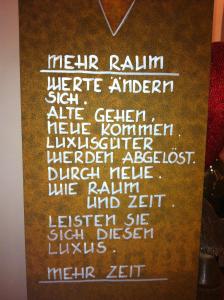 MEHR RAUM
WERTE ÄNDERN
SICH.
ALTE GEHEN,
NEUE KOMMEN.
LUXUSGÜTER
WERDEN ABGELÖST.
DURCH NEUE.
WIE RAUM
UND ZEIT.
LEISTEN SIE
SICH DIESEN
LUXUS.
MEHR ZEIT